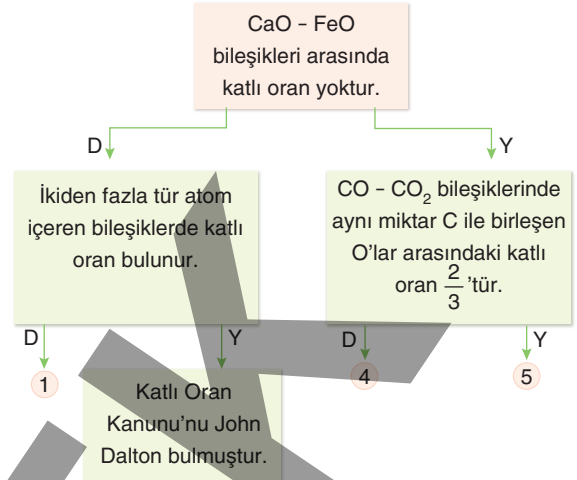 CaO – FeO
bileşikleri arasında
katlı oran yoktur.
D
Y
İkiden fazla tür atom
içeren bileşiklerde katlı
oran bulunur.
CO – CO₂ bileşiklerinde
aynı miktar C ile birleşen
O'lar arasındaki katlı
oran 2/3 'tür.
D
Y
D
Y
1
4
5
Katlı Oran
Kanunu'nu John
Dalton bulmuştur.